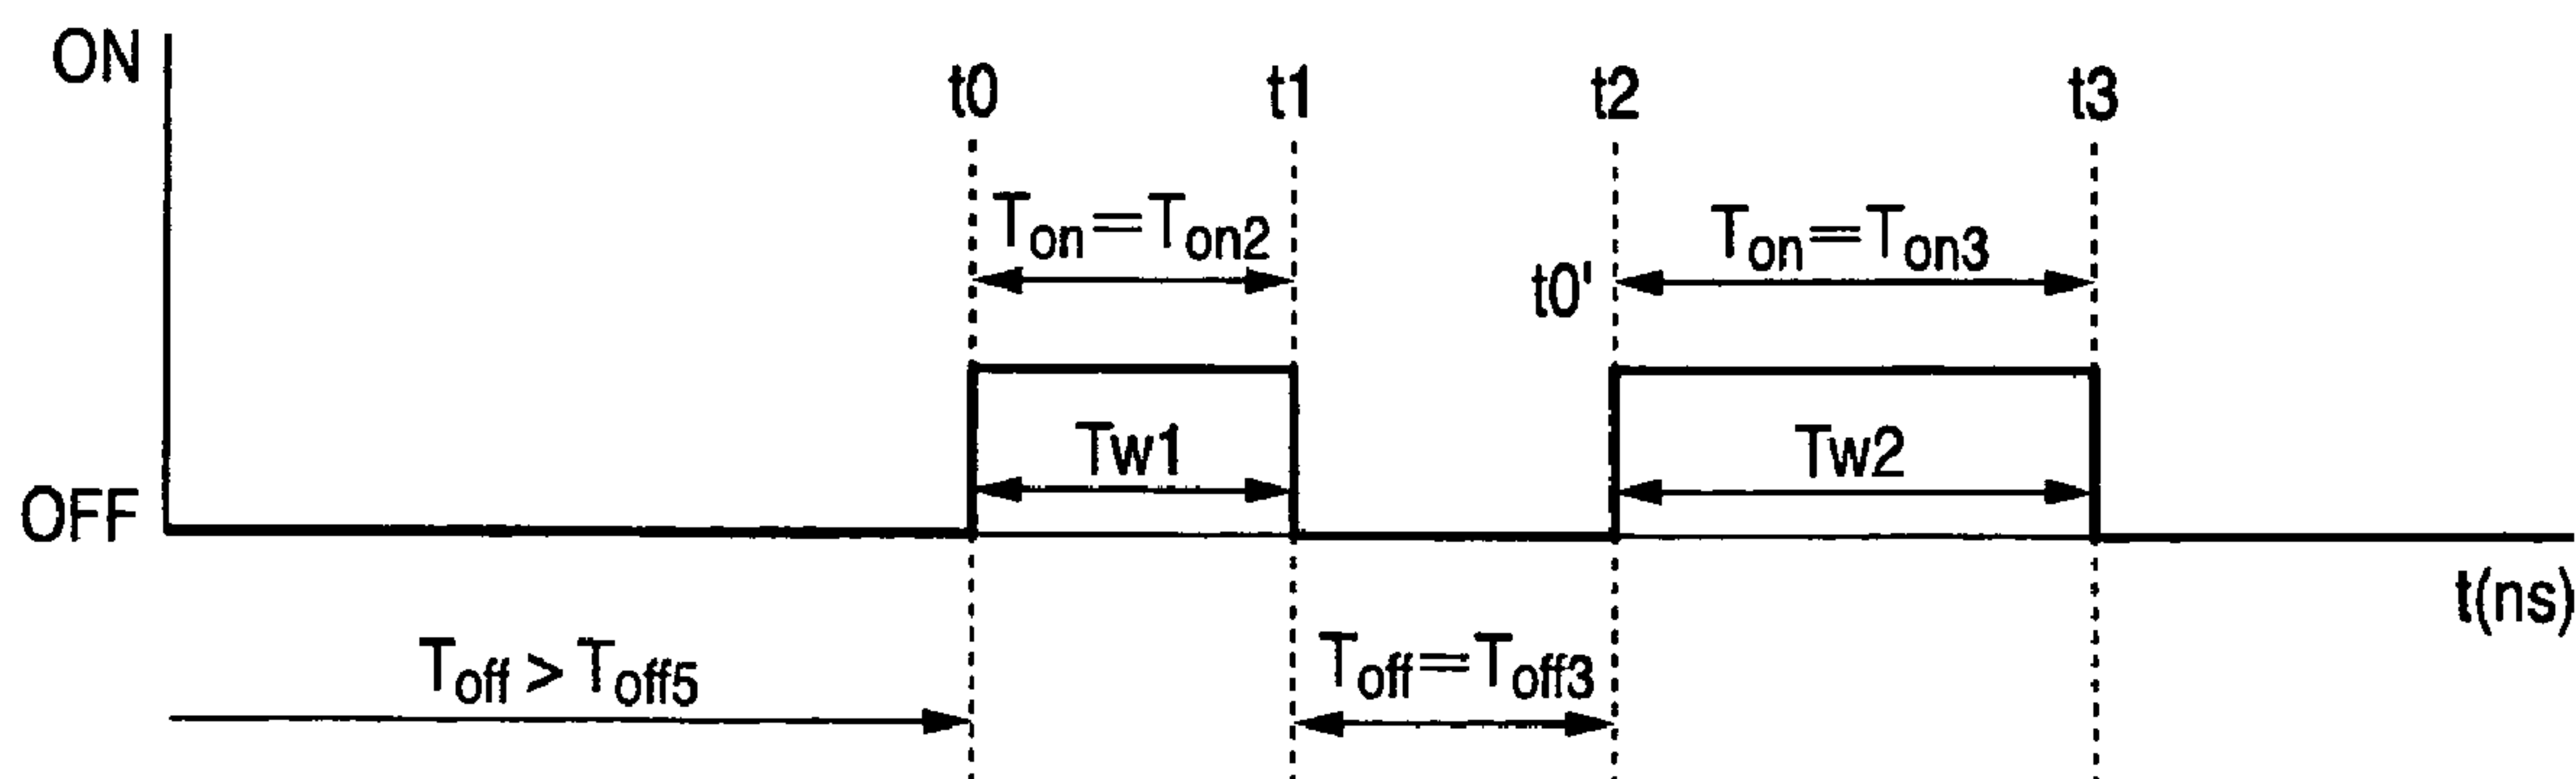 ON
t0
t1
t2
t3
Ton=Ton2
Ton=Ton3
t0'
Tw1
Tw2
OFF
t(ns)
Toff > Toff5
Toff=Toff3